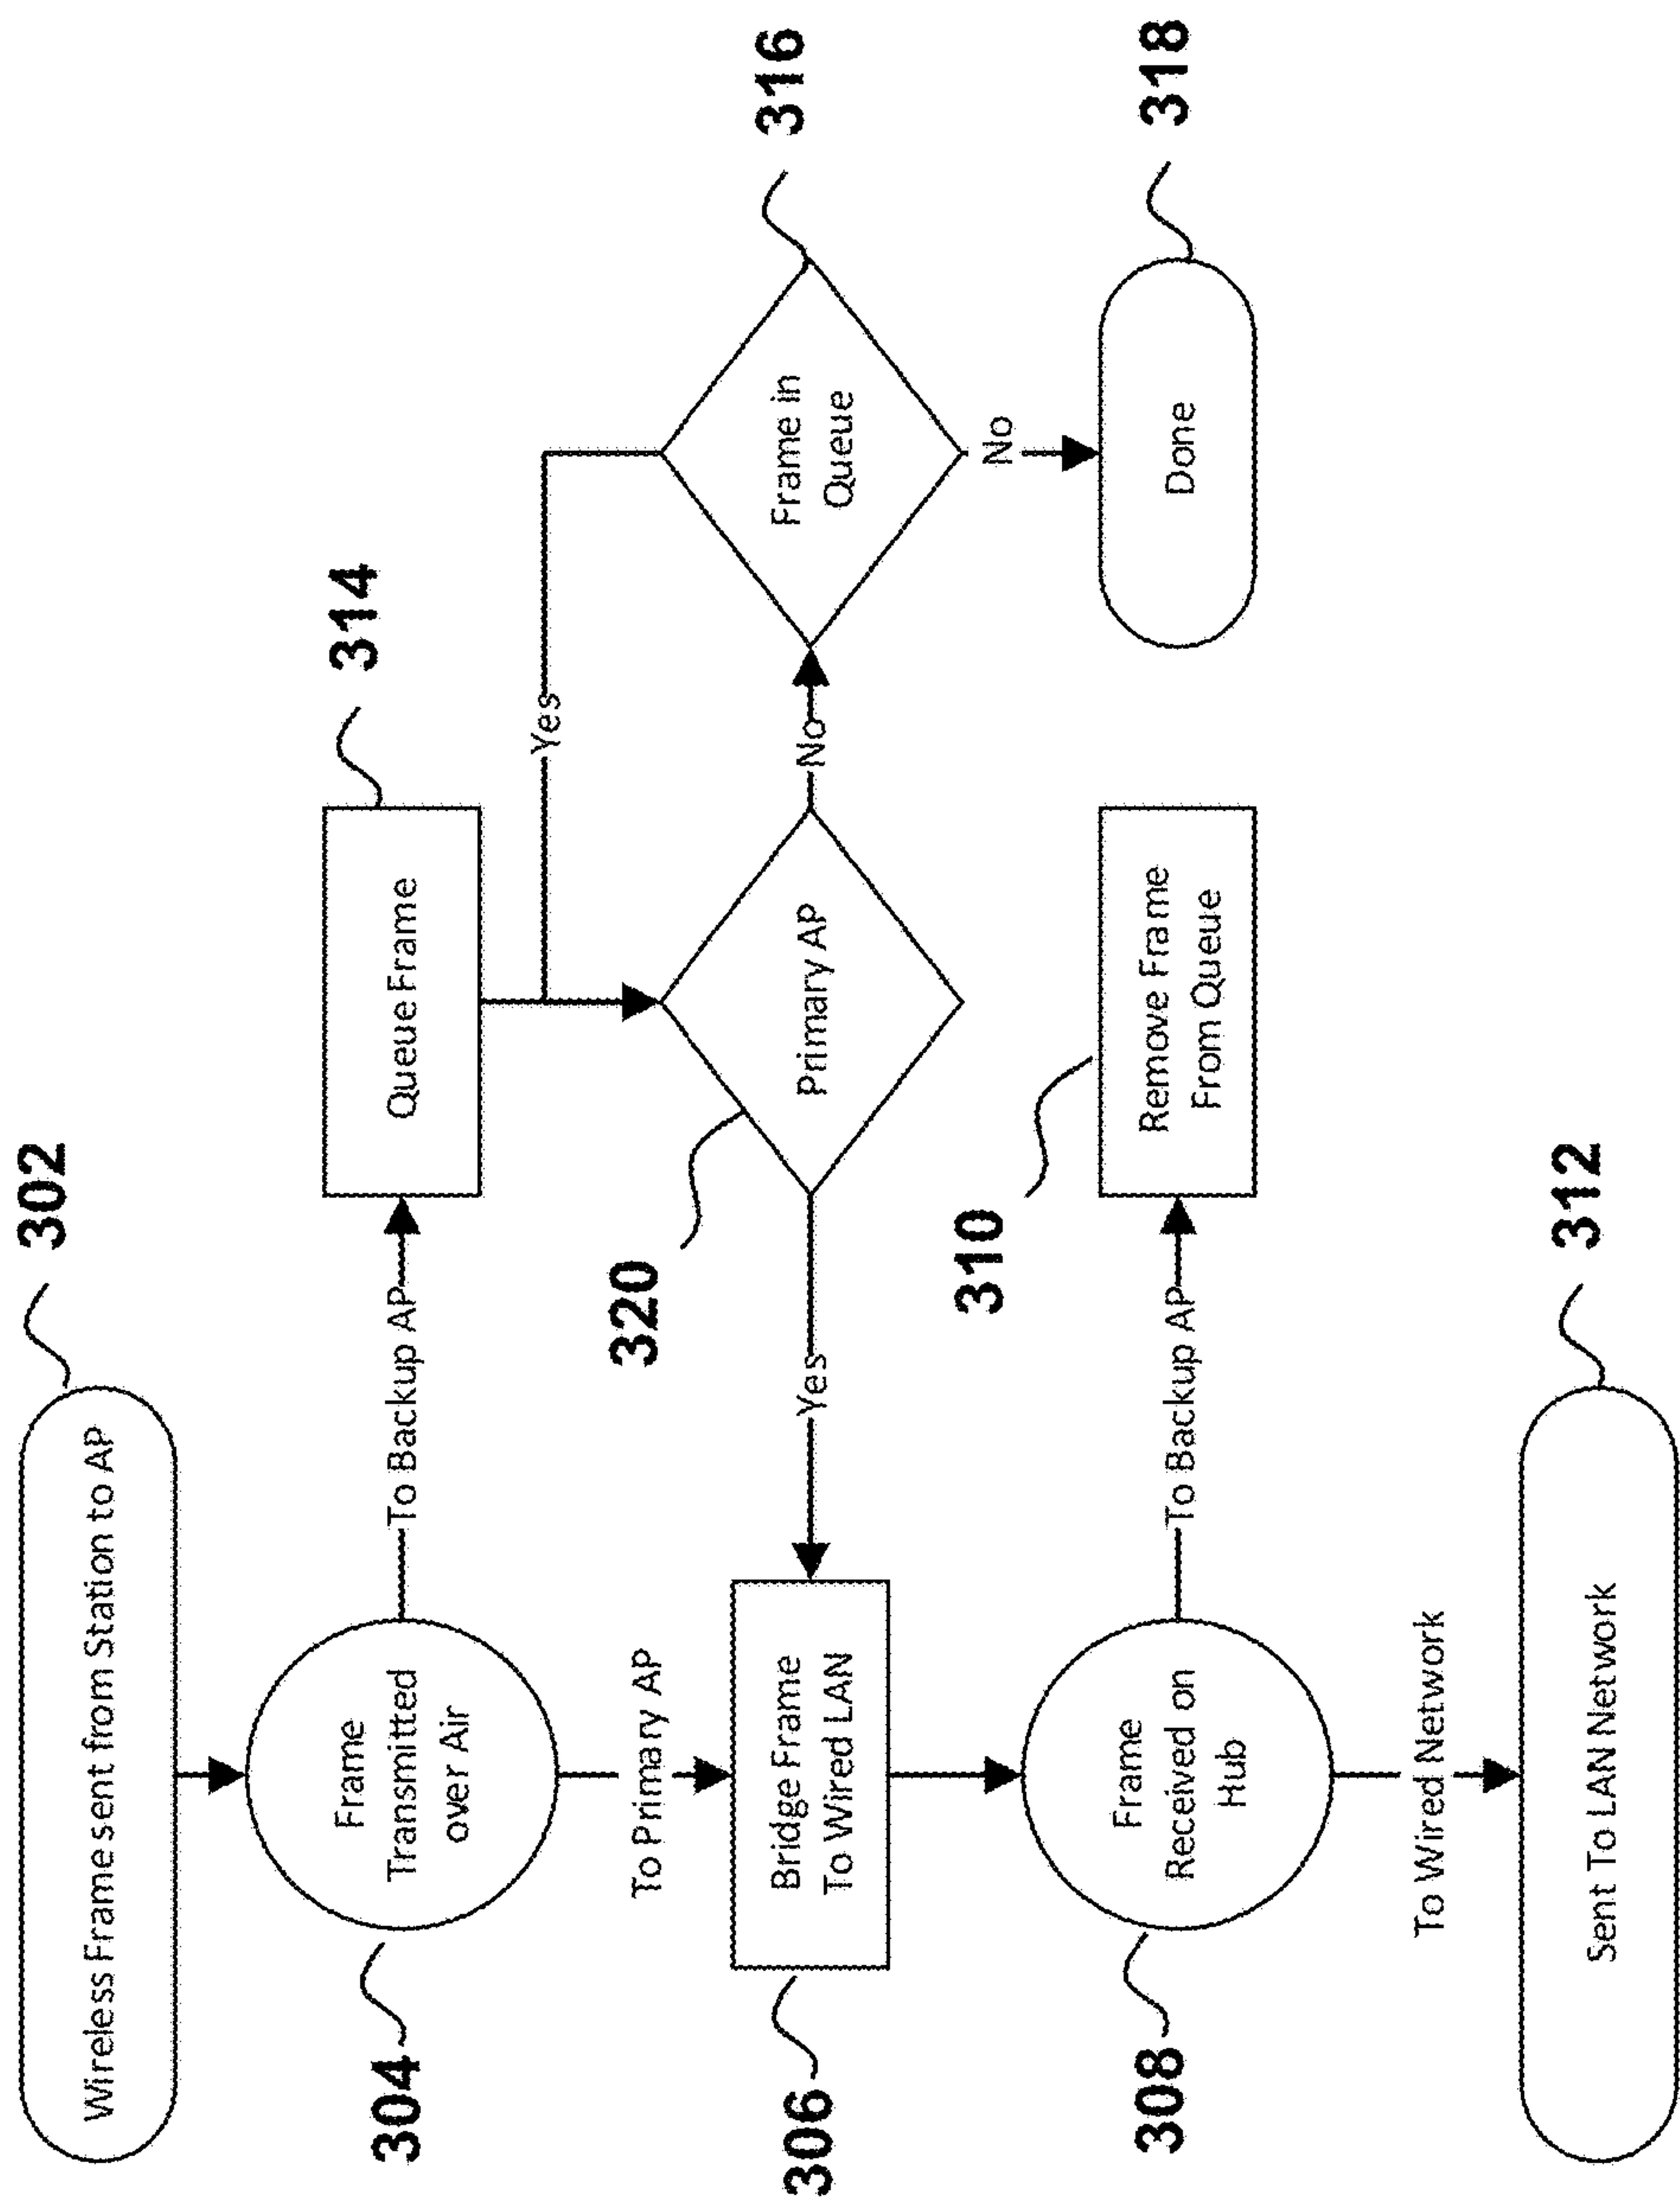 302
Wireless Frame sent from Station to AP
304
Frame
Transmitted
over Air
To Backup AP
Queue Frame
314
To Primary AP
Yes
306
Bridge Frame
To Wired LAN
Yes
320
Primary AP
No
Frame in
Queue
316
No
308
Frame
Received on
Hub
To Backup AP
310
Remove Frame
From Queue
Done
318
To Wired Network
Sent To LAN Network
312